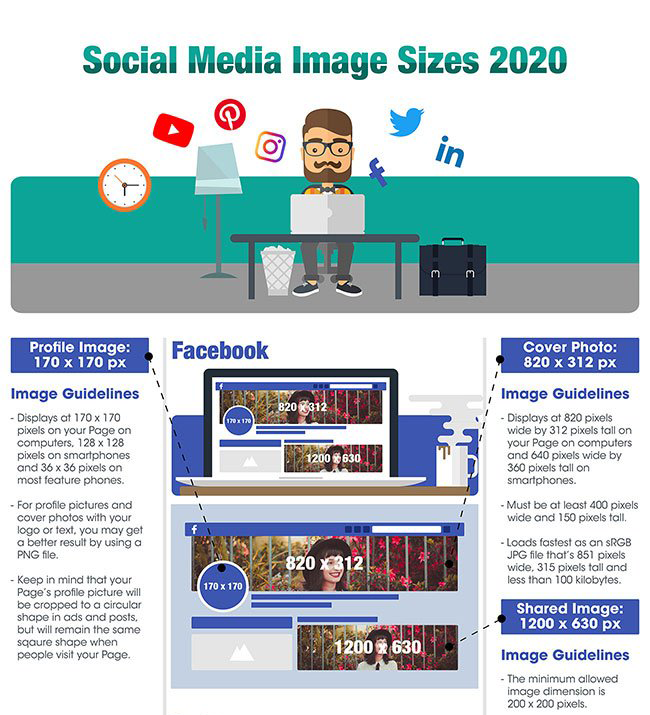 Social Media Image Sizes 2020
in
f
Profile Image:
170 x 170 px
Image Guidelines
- Displays at 170 x 170
pixels on your Page on
computers, 128 x 128
pixels on smartphones
and 36 x 36 pixels on
most feature phones.
- For profile pictures and
cover photos with your
logo or text, you may get
a better result by using a
PNG file.
- Keep in mind that your
Page's profile picture will
be cropped to a circular
shape in ads and posts,
but will remain the same
sqaure shape when
people visit your Page.
Facebook
f
820 x 312
170 x 170
1200 x 630
f
820 x 312
170 x 170
1200 x 630
Cover Photo:
820 x 312 px
Image Guidelines
- Displays at 820 pixels
wide by 312 pixels tall on
your Page on computers
and 640 pixels wide by
360 pixels tall on
smartphones.
- Must be at least 400 pixels
wide and 150 pixels tall.
- Loads fastest as an sRGB
JPG file that's 851 pixels
wide, 315 pixels tall and
less than 100 kilobytes.
Shared Image:
1200 x 630 px
Image Guidelines
- The minimum allowed
image dimension is
200 x 200 pixels.